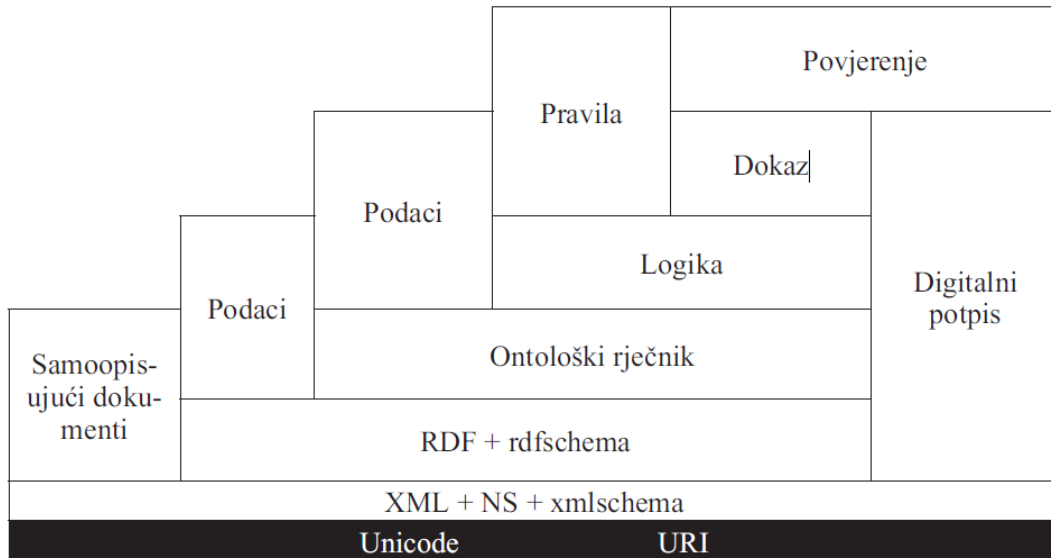 Povjerenje
Pravila
Dokaz
Podaci
Logika
Podaci
Digitalni
potpis
Samoopis-
ujući doku-
menti
Ontološki rječnik
RDF + rdfschema
XML + NS + xmlschema
Unicode URI